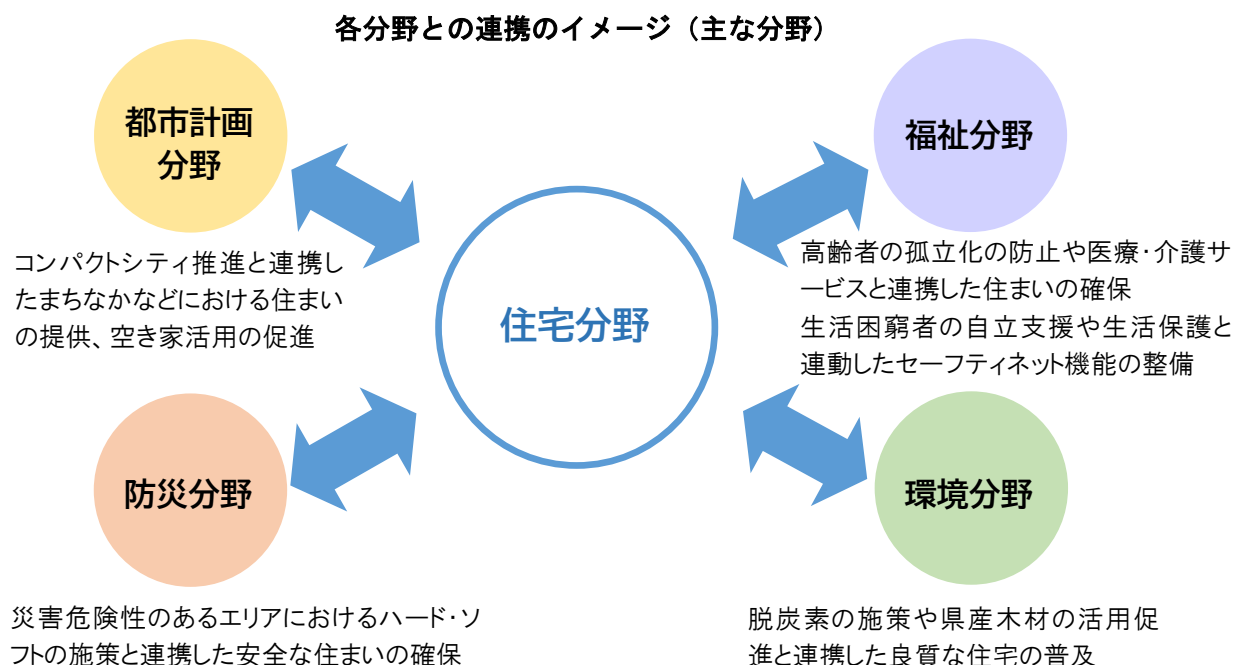 各分野との連携のイメージ（主な分野）
都市計画
分野
コンパクトシティ推進と連携し
たまちなかなどにおける住まい
の提供、空き家活用の促進
福祉分野
高齢者の孤立化の防止や医療・介護サ
ービスと連携した住まいの確保
生活困窮者の自立支援や生活保護と
連動したセーフティネット機能の整備
住宅分野
防災分野
災害危険性のあるエリアにおけるハード・ソ
フトの施策と連携した安全な住まいの確保
環境分野
脱炭素の施策や県産木材の活用促
進と連携した良質な住宅の普及